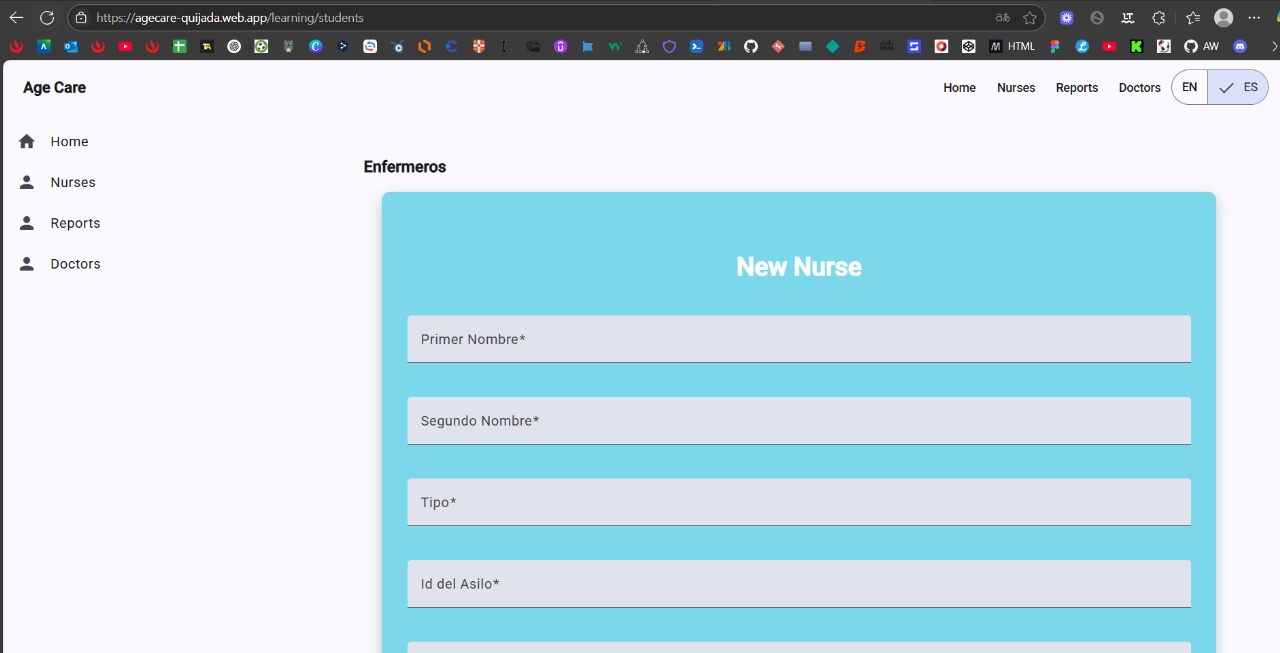 https://agecare-quijada.web.app/learning/students
HTML
AW
Age Care
Home
Nurses
Reports
Doctors
EN
ES
Home
Nurses
Reports
Doctors
Enfermeros
New Nurse
Primer Nombre*
Segundo Nombre*
Tipo*
Id del Asilo*